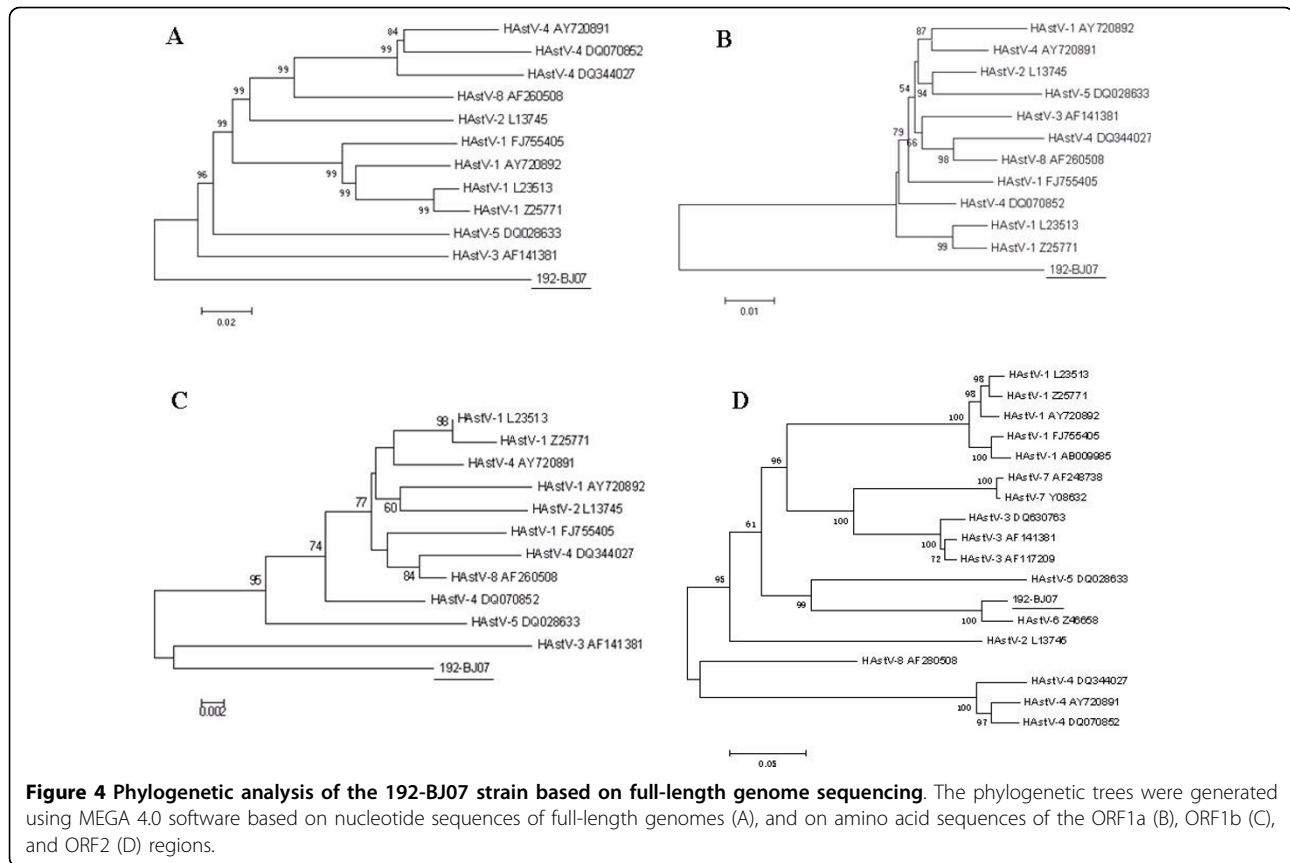 A
84
HAstV-4 AY720891
99
HAstV-4 DQ070852
99
HAstV-4 DQ344027
99
HAstV-8 AF260508
99
HAstV-2 L13745
HAstV-1 FJ755405
99
HAstV-1 AY720892
99
HAstV-1 L23513
99
HAstV-1 Z25771
96
HAstV-5 DQ028633
HAstV-3 AF141381
192-BJ07
0.02
B
87
HAstV-1 AY720892
HAstV-4 AY720891
HAstV-2 L13745
54
94
HAstV-5 DQ028633
HAstV-3 AF141381
79
66
HAstV-4 DQ344027
98
HAstV-8 AF260508
HAstV-1 FJ755405
HAstV-4 DQ070852
HAstV-1 L23513
99
HAstV-1 Z25771
192-BJ07
0.01
C
98
HAstV-1 L23513
HAstV-1 Z25771
HAstV-4 AY720891
77
HAstV-1 AY720892
60
HAstV-2 L13745
HAstV-1 FJ755405
74
HAstV-4 DQ344027
84
HAstV-8 AF260508
95
HAstV-4 DQ070852
HAstV-5 DQ028633
HAstV-3 AF141381
192-BJ07
0.002
D
98
HAstV-1 L23513
98
HAstV-1 Z25771
HAstV-1 AY720892
100
HAstV-1 FJ755405
100
HAstV-1 AB009985
96
100
HAstV-7 AF248738
HAstV-7 Y08632
100
HAstV-3 DQ630763
100
HAstV-3 AF141381
72
HAstV-3 AF117209
61
HAstV-5 DQ028633
95
99
192-BJ07
100
HAstV-6 Z46658
HAstV-2 L13745
HAstV-8 AF280508
HAstV-4 DQ344027
100
HAstV-4 AY720891
97
HAstV-4 DQ070852
0.05
Figure 4 Phylogenetic analysis of the 192-BJ07 strain based on full-length genome sequencing. The phylogenetic trees were generated
using MEGA 4.0 software based on nucleotide sequences of full-length genomes (A), and on amino acid sequences of the ORF1a (B), ORF1b (C),
and ORF2 (D) regions.